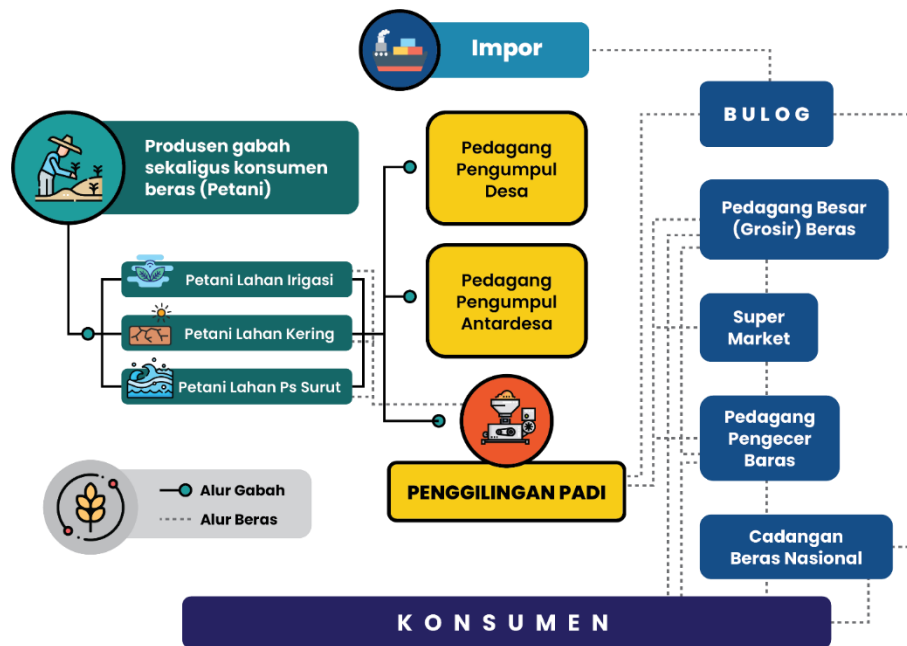 Impor
BULOG
Produsen gabah
sekaligus konsumen
beras (Petani)
Pedagang
Pengumpul
Desa
Pedagang Besar
(Grosir) Beras
Petani Lahan Irigasi
Petani Lahan Kering
Petani Lahan Ps Surut
Pedagang
Pengumpul
Antardesa
Super
Market
Pedagang
Pengecer
Baras
PENGGILINGAN PADI
Alur Gabah
Alur Beras
Cadangan
Beras Nasional
KONSUMEN